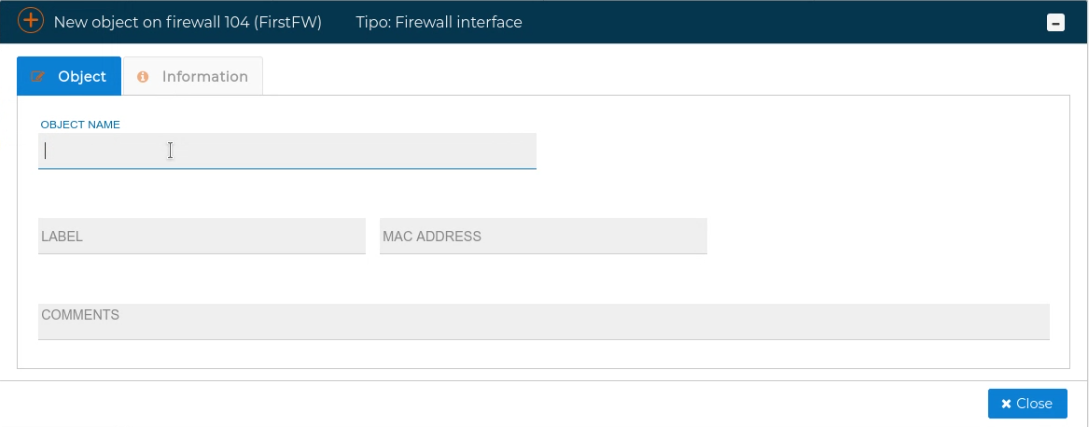 New object on firewall 104 (FirstFW) Tipo: Firewall interface
Object Information
OBJECT NAME
LABEL MAC ADDRESS
COMMENTS
Close